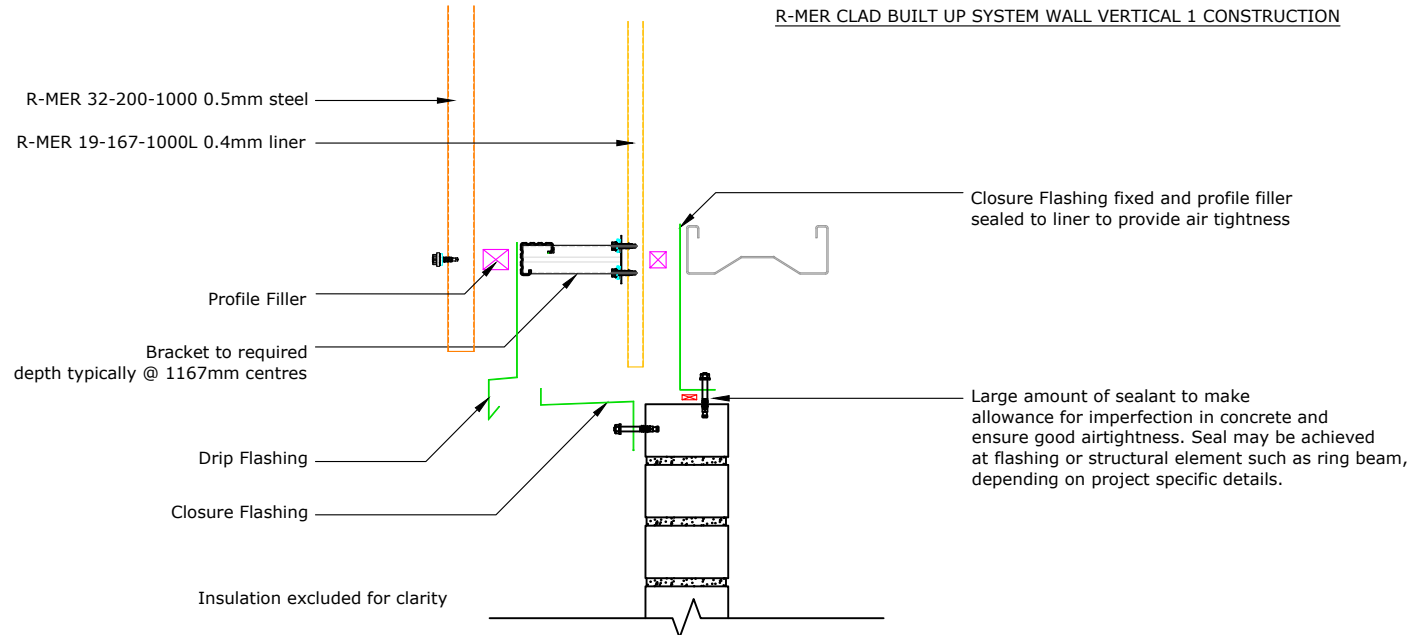 R-MER CLAD BUILT UP SYSTEM WALL VERTICAL 1 CONSTRUCTION
R-MER 32-200-1000 0.5mm steel
R-MER 19-167-1000L 0.4mm liner
Closure Flashing fixed and profile filler
sealed to liner to provide air tightness
Profile Filler
Bracket to required
depth typically @ 1167mm centres
Large amount of sealant to make
allowance for imperfection in concrete and
ensure good airtightness. Seal may be achieved
at flashing or structural element such as ring beam,
depending on project specific details.
Drip Flashing
Closure Flashing
Insulation excluded for clarity